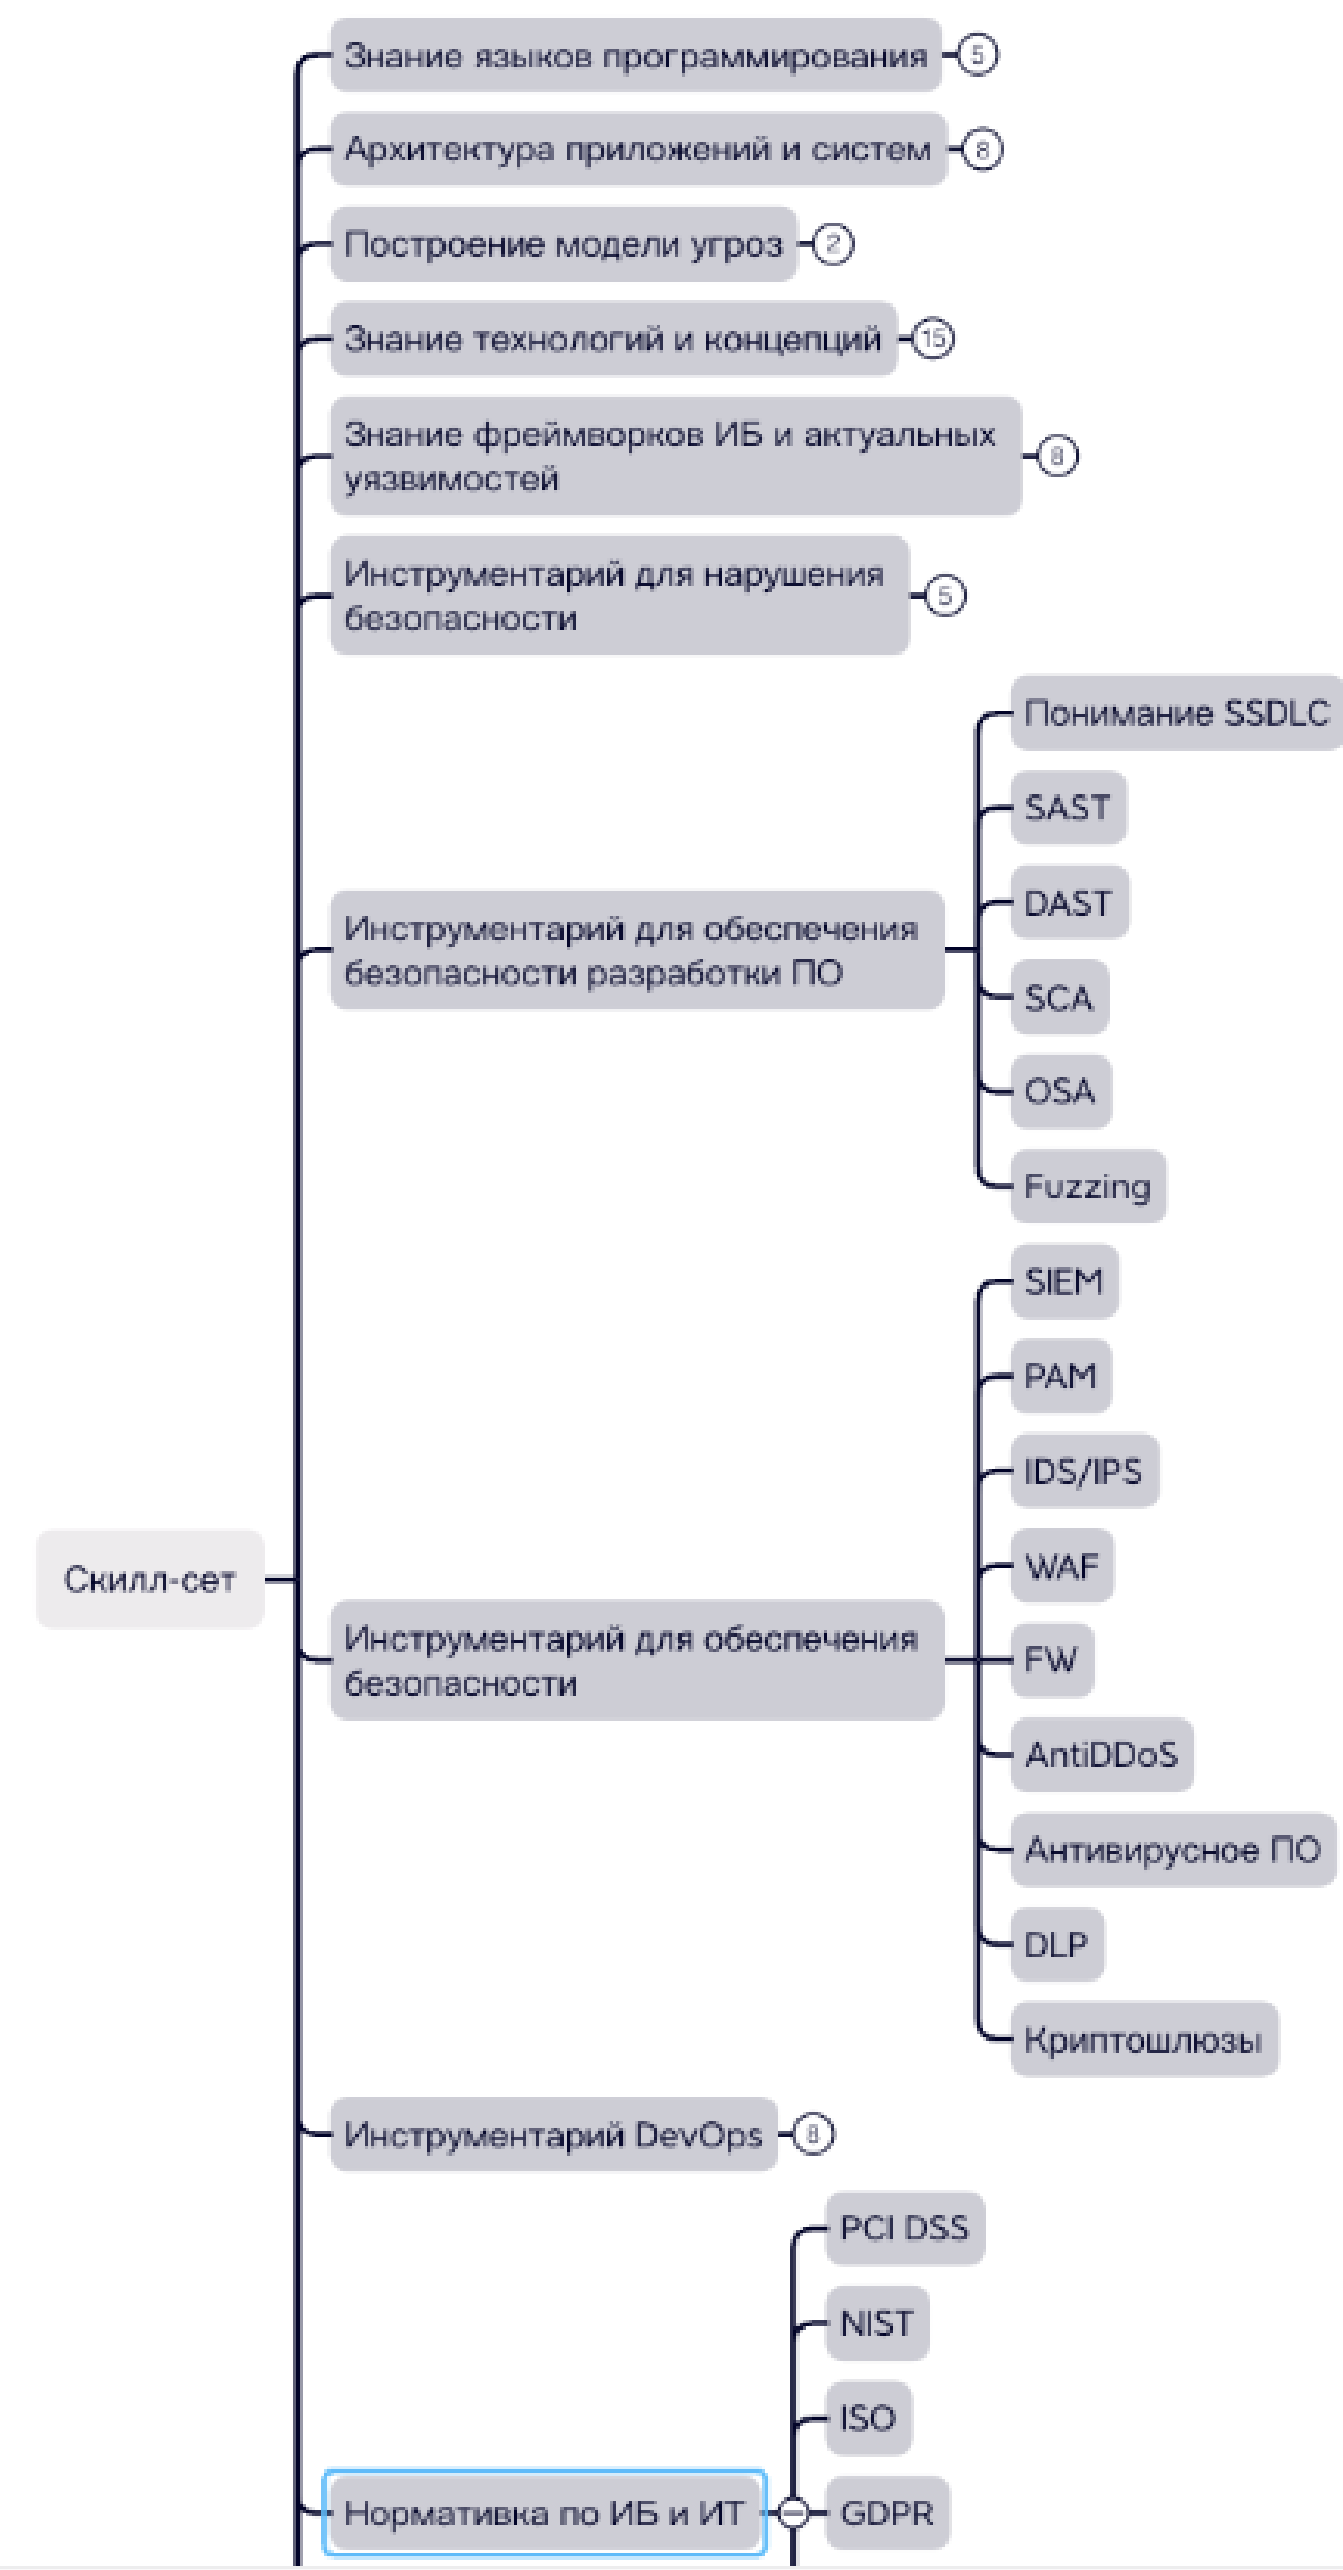 Знание языков программирования
5
Архитектура приложений и систем
8
Построение модели угроз
2
Знание технологий и концепций
15
Знание фреймворков ИБ и актуальных
уязвимостей
8
Инструментарий для нарушения
безопасности
5
Понимание SSDLC
SAST
DAST
Инструментарий для обеспечения
безопасности разработки ПО
SCA
OSA
Fuzzing
SIEM
PAM
IDS/IPS
WAF
Скилл-сет
Инструментарий для обеспечения
безопасности
FW
AntiDDoS
Антивирусное ПО
DLP
Криптошлюзы
Инструментарий DevOps
8
PCI DSS
NIST
ISO
Нормативка по ИБ и ИТ
GDPR